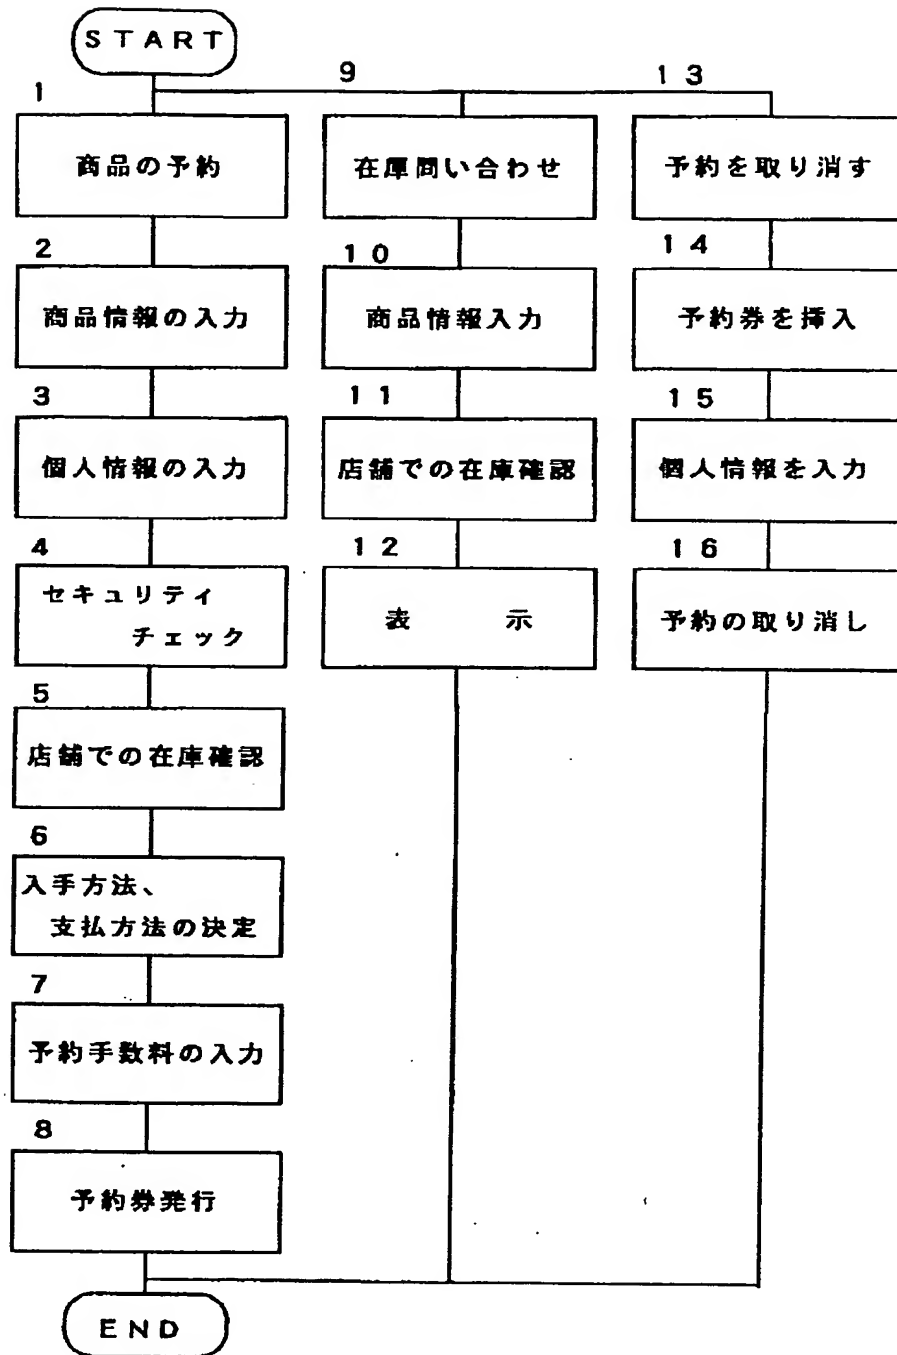 START
1
商品の予約
2
商品情報の入力
3
個人情報の入力
4
セキュリティ
チェック
5
店舗での在庫確認
6
入手方法、
支払方法の決定
7
予約手数料の入力
8
予約券発行
9
在庫問い合わせ
10
商品情報入力
11
店舗での在庫確認
12
表 示
13
予約を取り消す
14
予約券を挿入
15
個人情報を入力
16
予約の取り消し
END